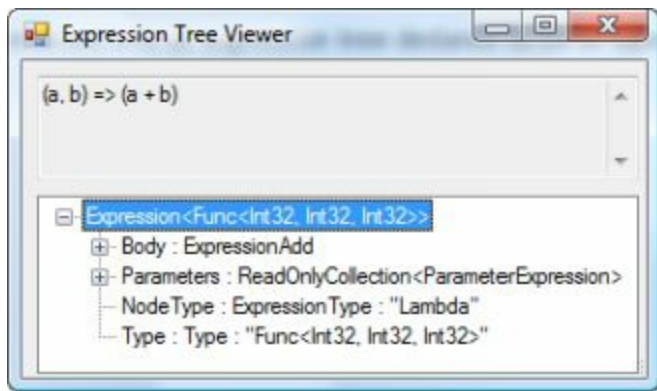 Expression Tree Viewer
(a, b) => (a + b)
Expression<Func<Int32, Int32, Int32>>
Body : ExpressionAdd
Parameters : ReadOnlyCollection<ParameterExpression>
NodeType : ExpressionType : "Lambda"
Type : Type : "Func<Int32, Int32, Int32>"